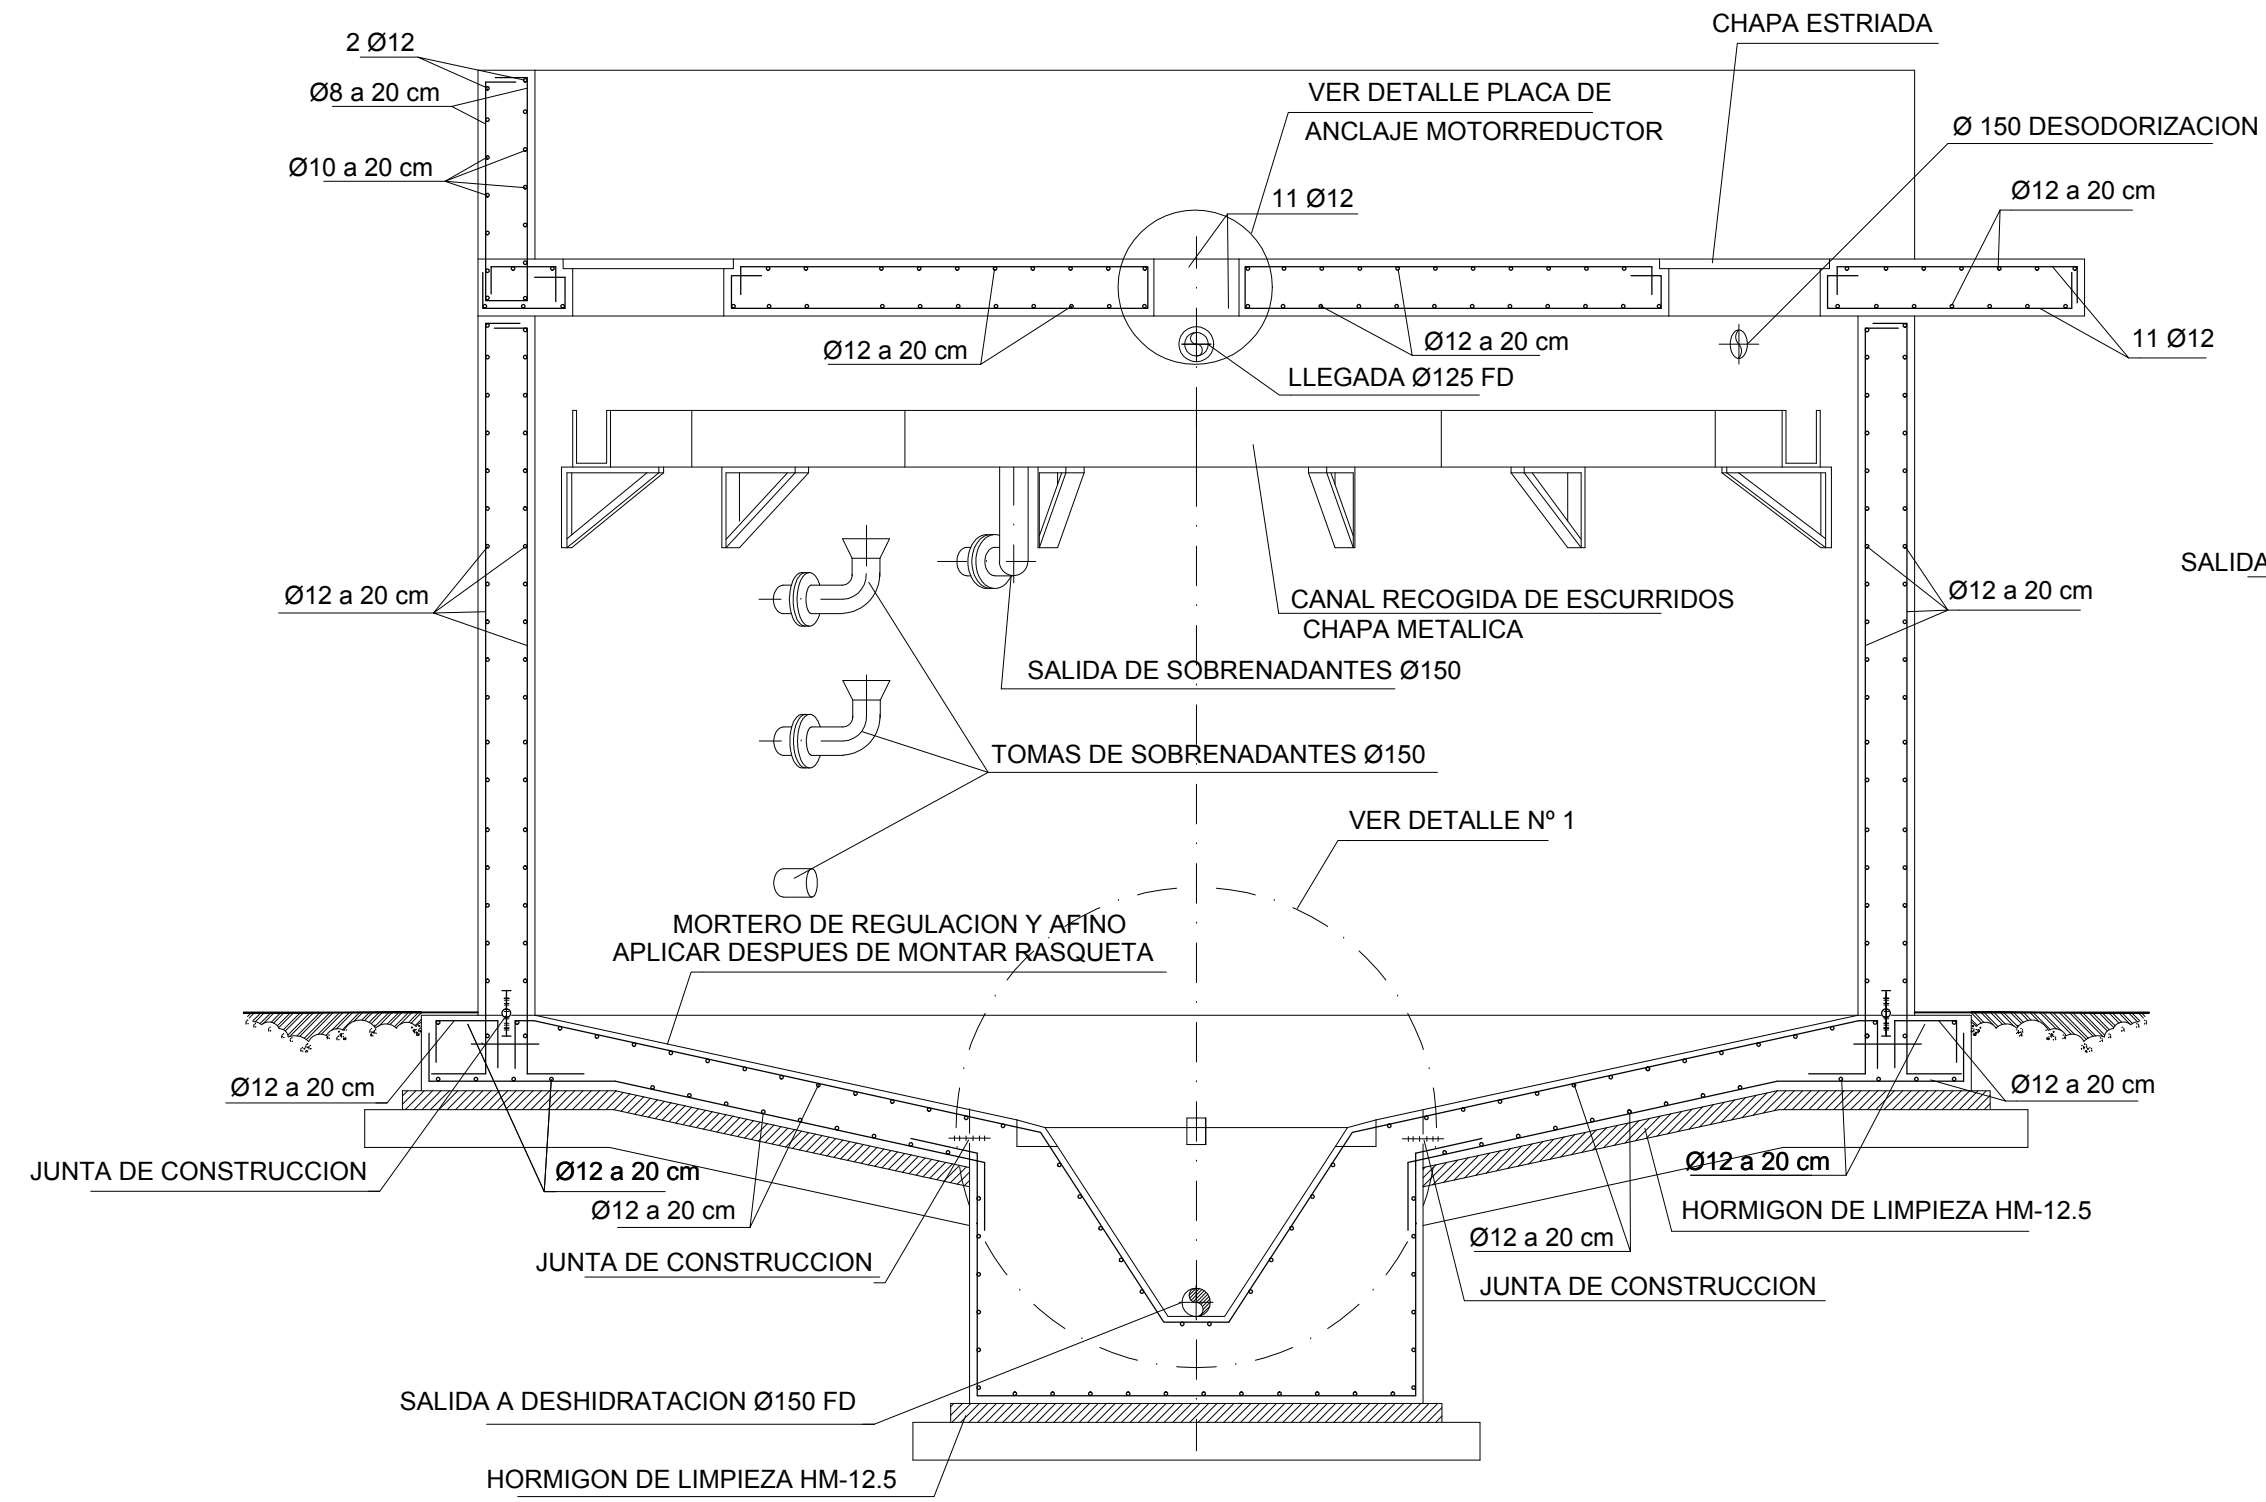 CHAPA ESTRIADA
2 Ø12
Ø8 a 20 cm
VER DETALLE PLACA DE
ANCLAJE MOTORREDUCTOR
Ø 150 DESODORIZACION
Ø10 a 20 cm
11 Ø12
Ø12 a 20 cm
Ø12 a 20 cm
Ø12 a 20 cm
11 Ø12
LLEGADA Ø125 FD
SALIDA
Ø12 a 20 cm
CANAL RECOGIDA DE ESCURRIDOS
CHAPA METALICA
Ø12 a 20 cm
SALIDA DE SOBRENADANTES Ø150
TOMAS DE SOBRENADANTES Ø150
VER DETALLE Nº 1
MORTERO DE REGULACION Y AFINO
APLICAR DESPUES DE MONTAR RASQUETA
Ø12 a 20 cm
Ø12 a 20 cm
JUNTA DE CONSTRUCCION
Ø12 a 20 cm
Ø12 a 20 cm
Ø12 a 20 cm
HORMIGON DE LIMPIEZA HM-12.5
Ø12 a 20 cm
JUNTA DE CONSTRUCCION
JUNTA DE CONSTRUCCION
SALIDA A DESHIDRATACION Ø150 FD
HORMIGON DE LIMPIEZA HM-12.5